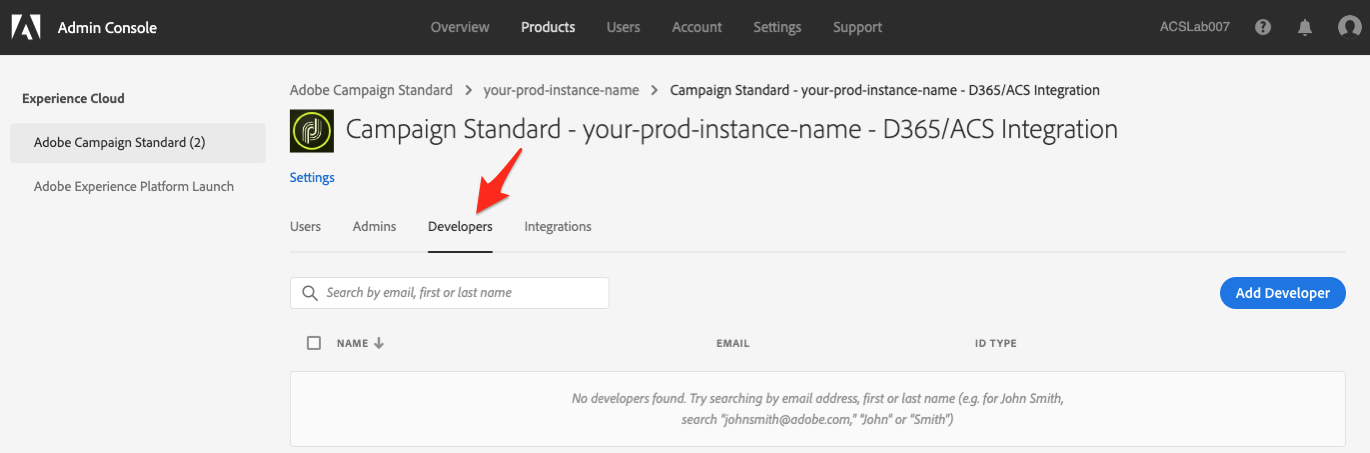 Admin Console Overview Products Users Account Settings Support ACSLab007
Experience Cloud
Adobe Campaign Standard (2)
Adobe Experience Platform Launch
Adobe Campaign Standard > your-prod-instance-name > Campaign Standard - your-prod-instance-name - D365/ACS Integration
Campaign Standard - your-prod-instance-name - D365/ACS Integration
Settings
Users Admins Developers Integrations
Search by email, first or last name
Add Developer
NAME EMAIL ID TYPE
No developers found. Try searching by email address, first or last name (e.g. for John Smith,
search "johnsmith@adobe.com," "John" or "Smith")